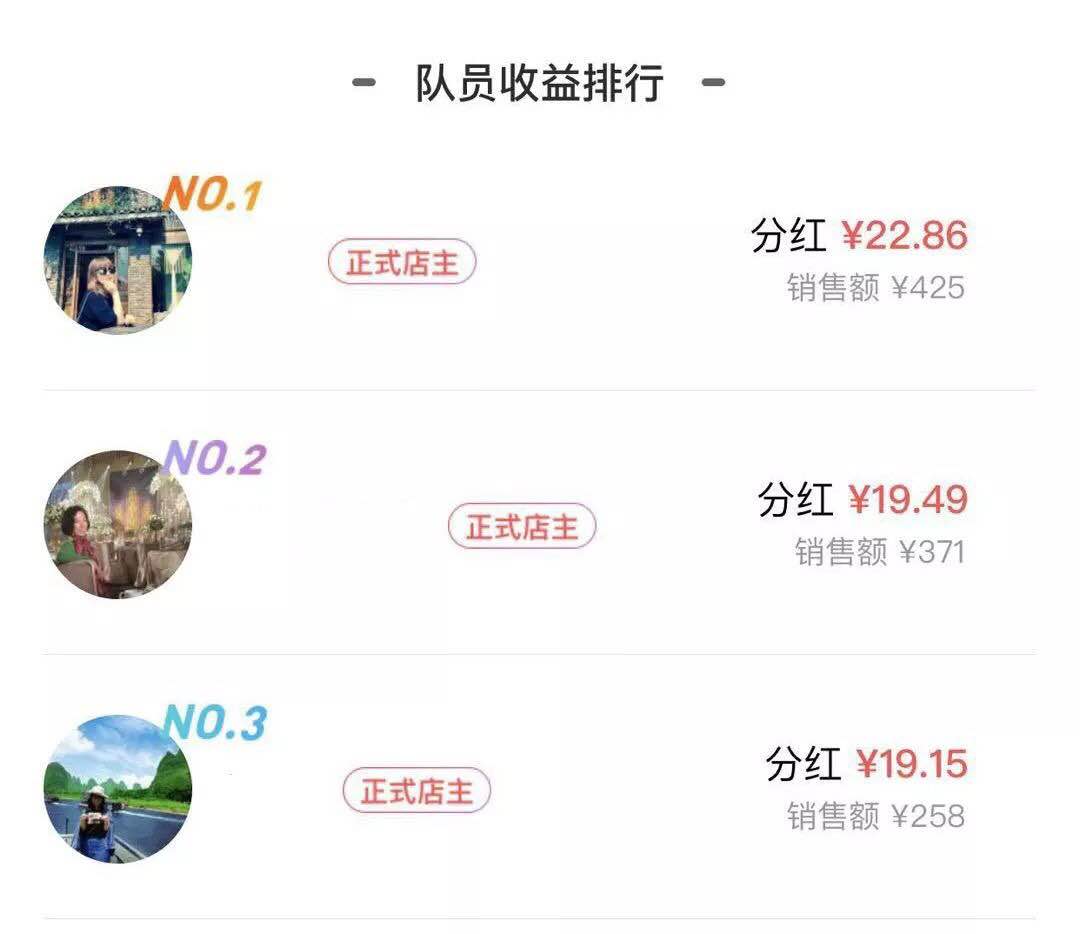 - 队员收益排行 -
NO.1
正式店主
分红 ¥22.86
销售额 ¥425
NO.2
正式店主
分红 ¥19.49
销售额 ¥371
NO.3
正式店主
分红 ¥19.15
销售额 ¥258